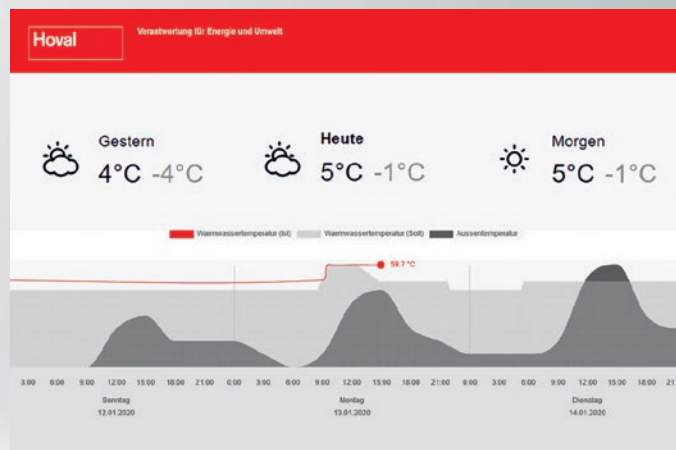 Hoval
Verantwortung für Energie und Umwelt
Gestern
4°C -4°C
Heute
5°C -1°C
Morgen
5°C -1°C
Warmwassertemperatur (Ist) Warmwassertemperatur (Soll) Aussentemperatur
59.7 °C
3:00 6:00 9:00 12:00 15:00 18:00 21:00 0:00 3:00 6:00 9:00 12:00 15:00 18:00 21:00 0:00 3:00 6:00 9:00 12:00 15:00 18:00 21
Sonntag Montag Dienstag
12.01.2020 13.01.2020 14.01.2020